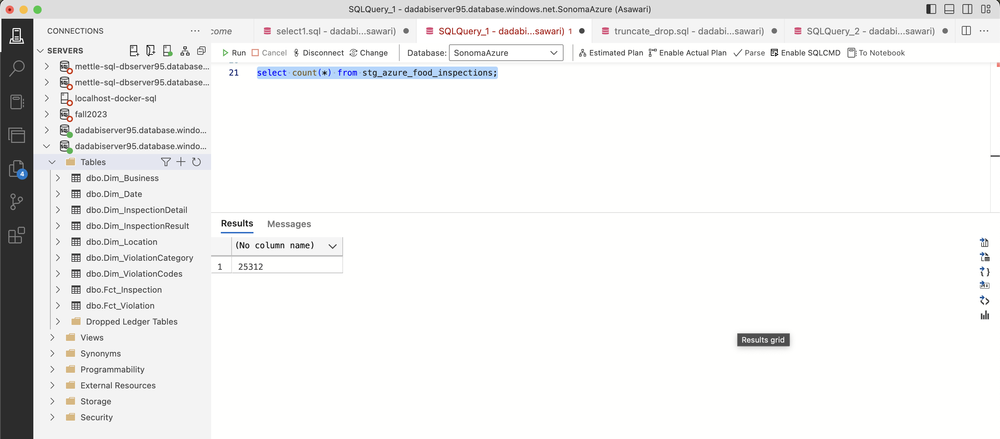 SQLQuery_1 - dadabiserver95.database.windows.net.SonomaAzure (Asawari)
CONNECTIONS
come
select1.sql - dadabi...sawari)
SQLQuery_1 - dadabi...sawari) 1
truncate_drop.sql - dadabi...sawari)
SQLQuery_2 - dadabi...sawari)
SERVERS
Run
Cancel
Disconnect
Change
Database:
SonomaAzure
Estimated Plan
Enable Actual Plan
Parse
Enable SQLCMD
To Notebook
mettle-sql-dbserver95.database...
mettle-sql-dbserver95.database...
localhost-docker-sql
fall2023
dadabiserver95.database.windo...
dadabiserver95.database.windo...
Tables
dbo.Dim_Business
dbo.Dim_Date
dbo.Dim_InspectionDetail
dbo.Dim_InspectionResult
dbo.Dim_Location
dbo.Dim_ViolationCategory
dbo.Dim_ViolationCodes
dbo.Fct_Inspection
dbo.Fct_Violation
Dropped Ledger Tables
Views
Synonyms
Programmability
External Resources
Storage
Security
4
21 select count(*) from stg_azure_food_inspections;
Results Messages
(No column name)
1 25312
Results grid